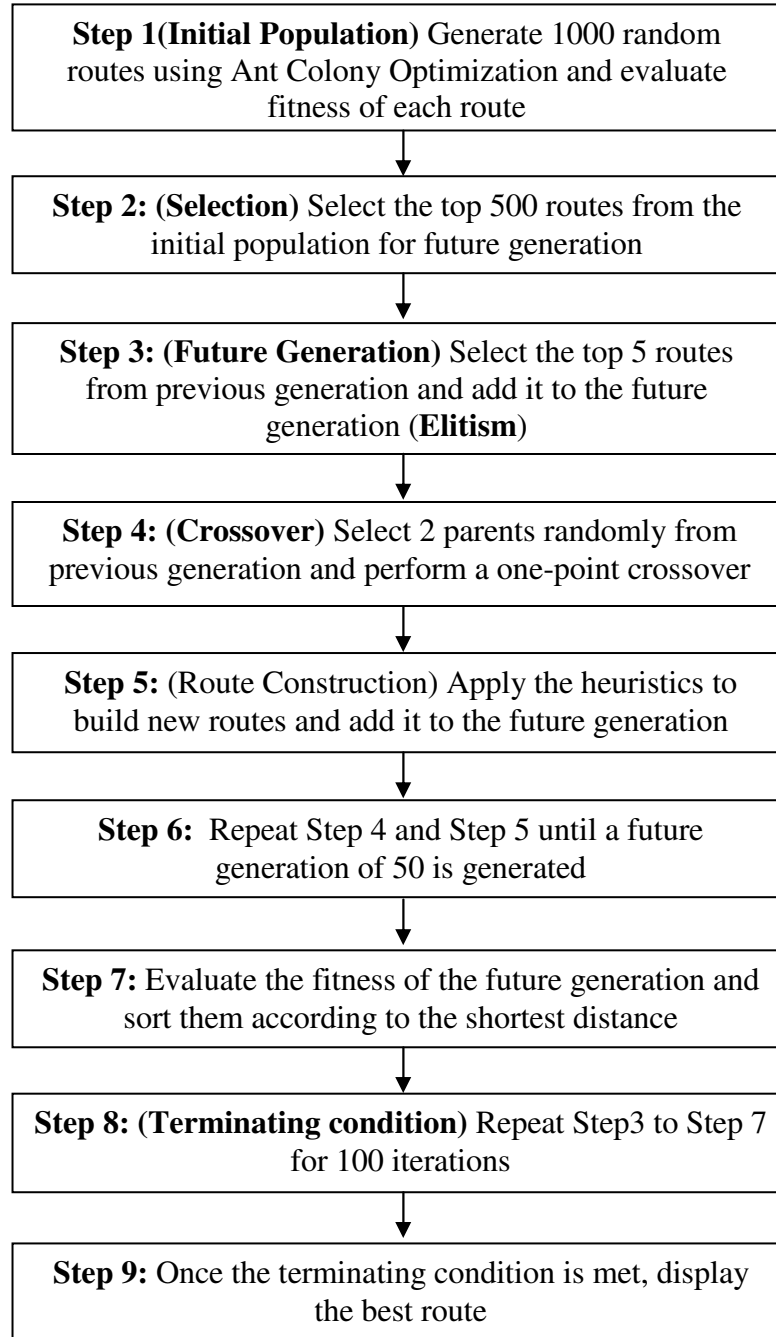 Step 1(Initial Population) Generate 1000 random
routes using Ant Colony Optimization and evaluate
fitness of each route
Step 2: (Selection) Select the top 500 routes from the
initial population for future generation
Step 3: (Future Generation) Select the top 5 routes
from previous generation and add it to the future
generation (Elitism)
Step 4: (Crossover) Select 2 parents randomly from
previous generation and perform a one-point crossover
Step 5: (Route Construction) Apply the heuristics to
build new routes and add it to the future generation
Step 6: Repeat Step 4 and Step 5 until a future
generation of 50 is generated
Step 7: Evaluate the fitness of the future generation and
sort them according to the shortest distance
Step 8: (Terminating condition) Repeat Step3 to Step 7
for 100 iterations
Step 9: Once the terminating condition is met, display
the best route